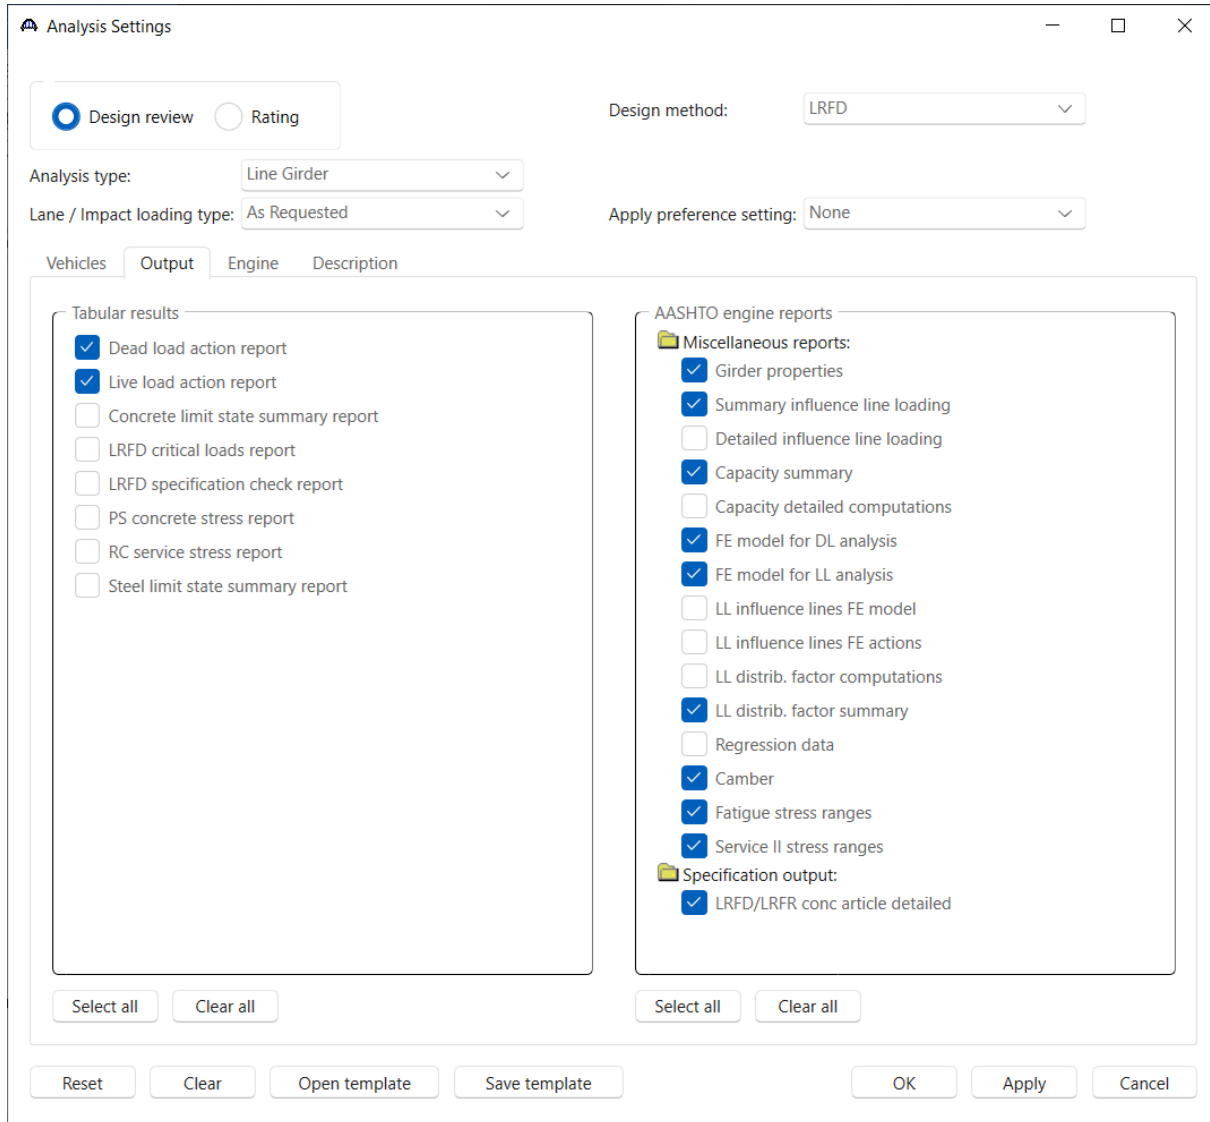 Analysis Settings
Design review Rating Design method: LRFD
Analysis type: Line Girder
Lane / Impact loading type: As Requested Apply preference setting: None
Vehicles Output Engine Description
Tabular results
Dead load action report
Live load action report
Concrete limit state summary report
LRFD critical loads report
LRFD specification check report
PS concrete stress report
RC service stress report
Steel limit state summary report
Select all Clear all
AASHTO engine reports
Miscellaneous reports:
Girder properties
Summary influence line loading
Detailed influence line loading
Capacity summary
Capacity detailed computations
FE model for DL analysis
FE model for LL analysis
LL influence lines FE model
LL influence lines FE actions
LL distrib. factor computations
LL distrib. factor summary
Regression data
Camber
Fatigue stress ranges
Service II stress ranges
Specification output:
LRFD/LRFR conc article detailed
Select all Clear all
Reset Clear Open template Save template OK Apply Cancel